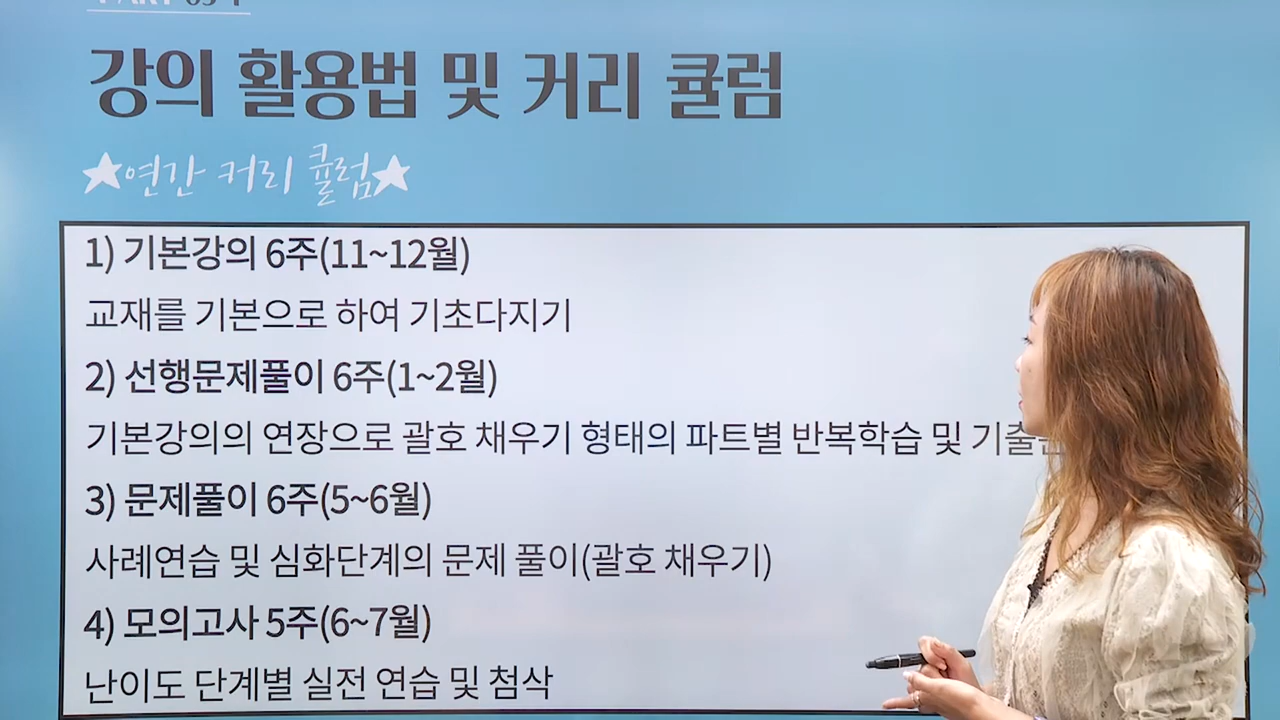 강의 활용법 및 커리 큘럼
★연간 커리 큘럼★
1) 기본강의 6주(11~12월)
교재를 기본으로 하여 기초다지기
2) 선행문제풀이 6주(1~2월)
기본강의의 연장으로 괄호 채우기 형태의 파트별 반복학습 및
3) 문제풀이 6주(5~6월)
사례연습 및 심화단계의 문제 풀이(괄호 채우기)
4) 모의고사 5주(6~7월)
난이도 단계별 실전 연습 및 첨삭